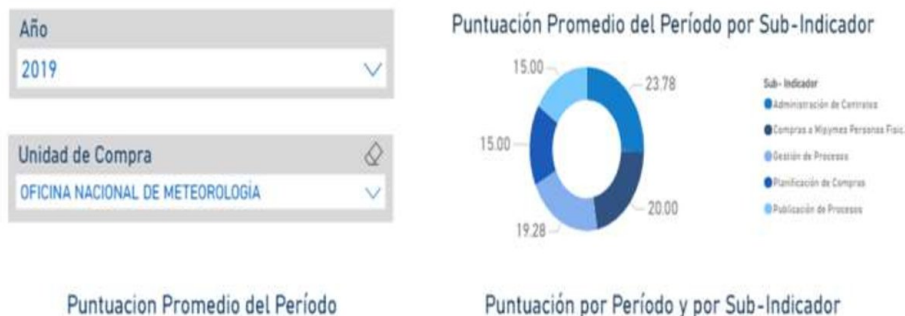 Año
2019
Unidad de Compra
OFICINA NACIONAL DE METEOROLOGÍA
Puntuación Promedio del Período por Sub-Indicador
15.00
23.78
15.00
20.00
19.28
Sub- Indicador
Administración de Contratos
Compras a Mipymes Persona Fisic.
Gestión de Procesos
Planificación de Compras
Publicación de Procesos
Puntuacion Promedio del Período
Puntuación por Período y por Sub-Indicador